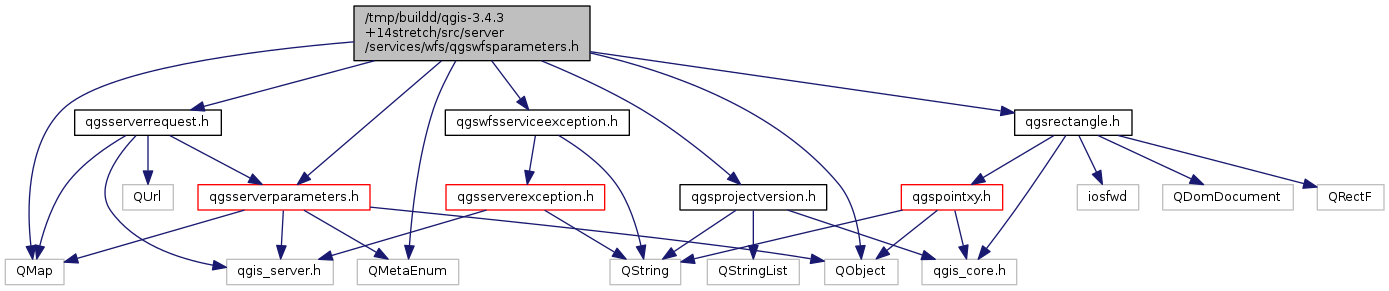 /tmp/buildd/qgis-3.4.3
+14stretch/src/server
/services/wfs/qgswfsparameters.h
qgsserverrequest.h
qgswfsserviceexception.h
qgsrectangle.h
QUrl
qgsserverparameters.h
qgsserverexception.h
qgsprojectversion.h
qgspointxy.h
iosfwd
QDomDocument
QRectF
QMap
qgis_server.h
QMetaEnum
QString
QStringList
QObject
qgis_core.h